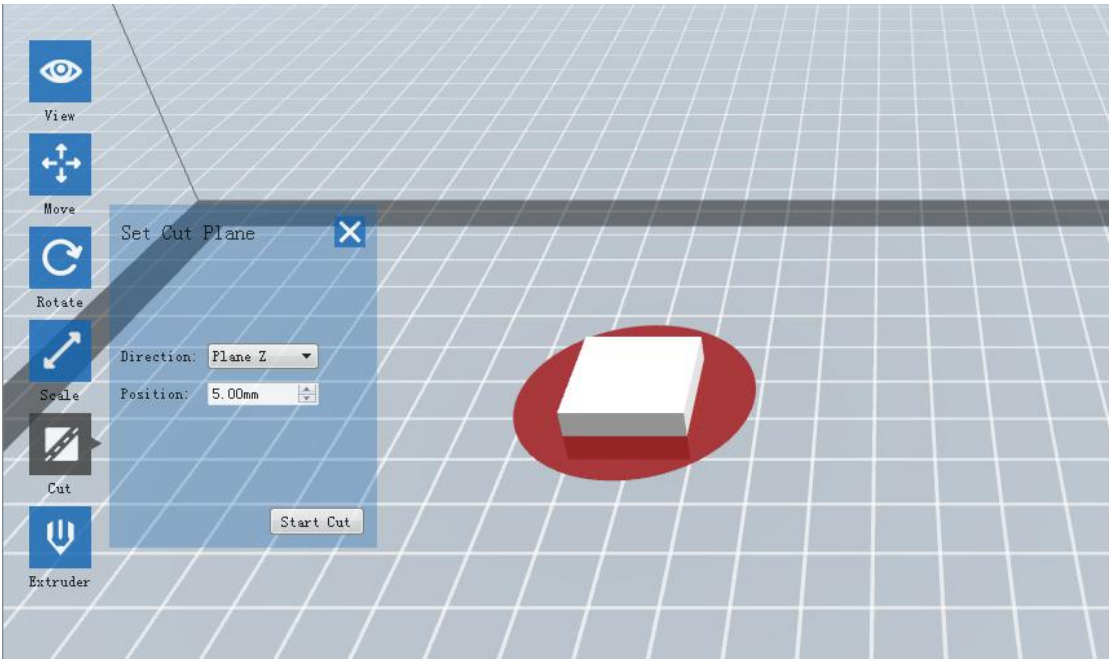 View
Move
Set Cut Plane
Rotate
Direction: Plane Z
Scale
Position: 5.00mm
Cut
Start Cut
Extruder